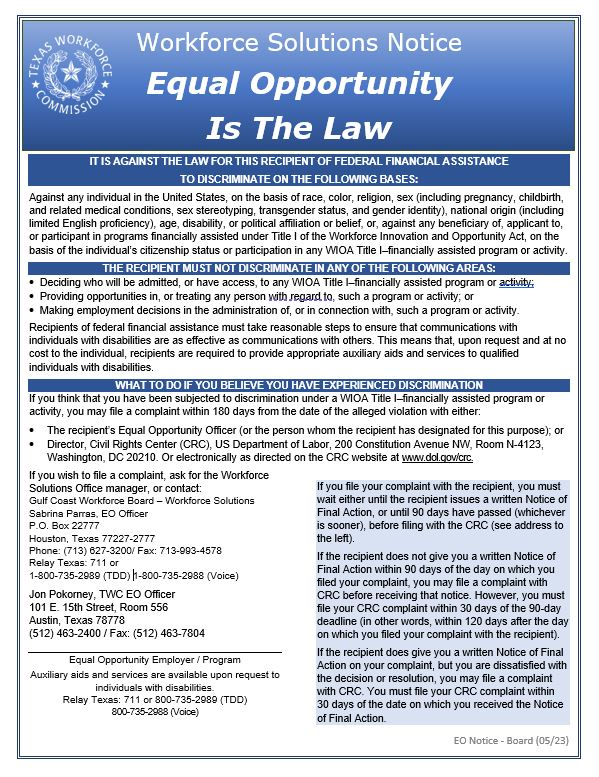 TEXAS WORKFORCE
COMMISSION
Workforce Solutions Notice
Equal Opportunity
Is The Law
IT IS AGAINST THE LAW FOR THIS RECIPIENT OF FEDERAL FINANCIAL ASSISTANCE
TO DISCRIMINATE ON THE FOLLOWING BASES:
Against any individual in the United States, on the basis of race, color, religion, sex (including pregnancy, childbirth,
and related medical conditions, sex stereotyping, transgender status, and gender identity), national origin (including
limited English proficiency), age, disability, or political affiliation or belief, or, against any beneficiary of, applicant to,
or participant in programs financially assisted under Title I of the Workforce Innovation and Opportunity Act, on the
basis of the individual's citizenship status or participation in any WIOA Title I–financially assisted program or activity.
THE RECIPIENT MUST NOT DISCRIMINATE IN ANY OF THE FOLLOWING AREAS:
• Deciding who will be admitted, or have access, to any WIOA Title I–financially assisted program or activity;
• Providing opportunities in, or treating any person with regard to, such a program or activity; or
• Making employment decisions in the administration of, or in connection with, such a program or activity.
Recipients of federal financial assistance must take reasonable steps to ensure that communications with
individuals with disabilities are as effective as communications with others. This means that, upon request and at no
cost to the individual, recipients are required to provide appropriate auxiliary aids and services to qualified
individuals with disabilities.
WHAT TO DO IF YOU BELIEVE YOU HAVE EXPERIENCED DISCRIMINATION
If you think that you have been subjected to discrimination under a WIOA Title I–financially assisted program or
activity, you may file a complaint within 180 days from the date of the alleged violation with either:
• The recipient's Equal Opportunity Officer (or the person whom the recipient has designated for this purpose); or
• Director, Civil Rights Center (CRC), US Department of Labor, 200 Constitution Avenue NW, Room N-4123,
Washington, DC 20210. Or electronically as directed on the CRC website at www.dol.gov/crc.
If you wish to file a complaint, ask for the Workforce
Solutions Office manager, or contact:
Gulf Coast Workforce Board – Workforce Solutions
Sabrina Parras, EO Officer
P.O. Box 22777
Houston, Texas 77227-2777
Phone: (713) 627-3200/ Fax: 713-993-4578
Relay Texas: 711 or
1-800-735-2989 (TDD) 1-800-735-2988 (Voice)
Jon Pokorney, TWC EO Officer
101 E. 15th Street, Room 556
Austin, Texas 78778
(512) 463-2400 / Fax: (512) 463-7804
Equal Opportunity Employer / Program
Auxiliary aids and services are available upon request to
individuals with disabilities.
Relay Texas: 711 or 800-735-2989 (TDD)
800-735-2988 (Voice)
If you file your complaint with the recipient, you must
wait either until the recipient issues a written Notice of
Final Action, or until 90 days have passed (whichever
is sooner), before filing with the CRC (see address to
the left).
If the recipient does not give you a written Notice of
Final Action within 90 days of the day on which you
filed your complaint, you may file a complaint with
CRC before receiving that notice. However, you must
file your CRC complaint within 30 days of the 90-day
deadline (in other words, within 120 days after the day
on which you filed your complaint with the recipient).
If the recipient does give you a written Notice of Final
Action on your complaint, but you are dissatisfied with
the decision or resolution, you may file a complaint
with CRC. You must file your CRC complaint within
30 days of the date on which you received the Notice
of Final Action.
EO Notice - Board (05/23)